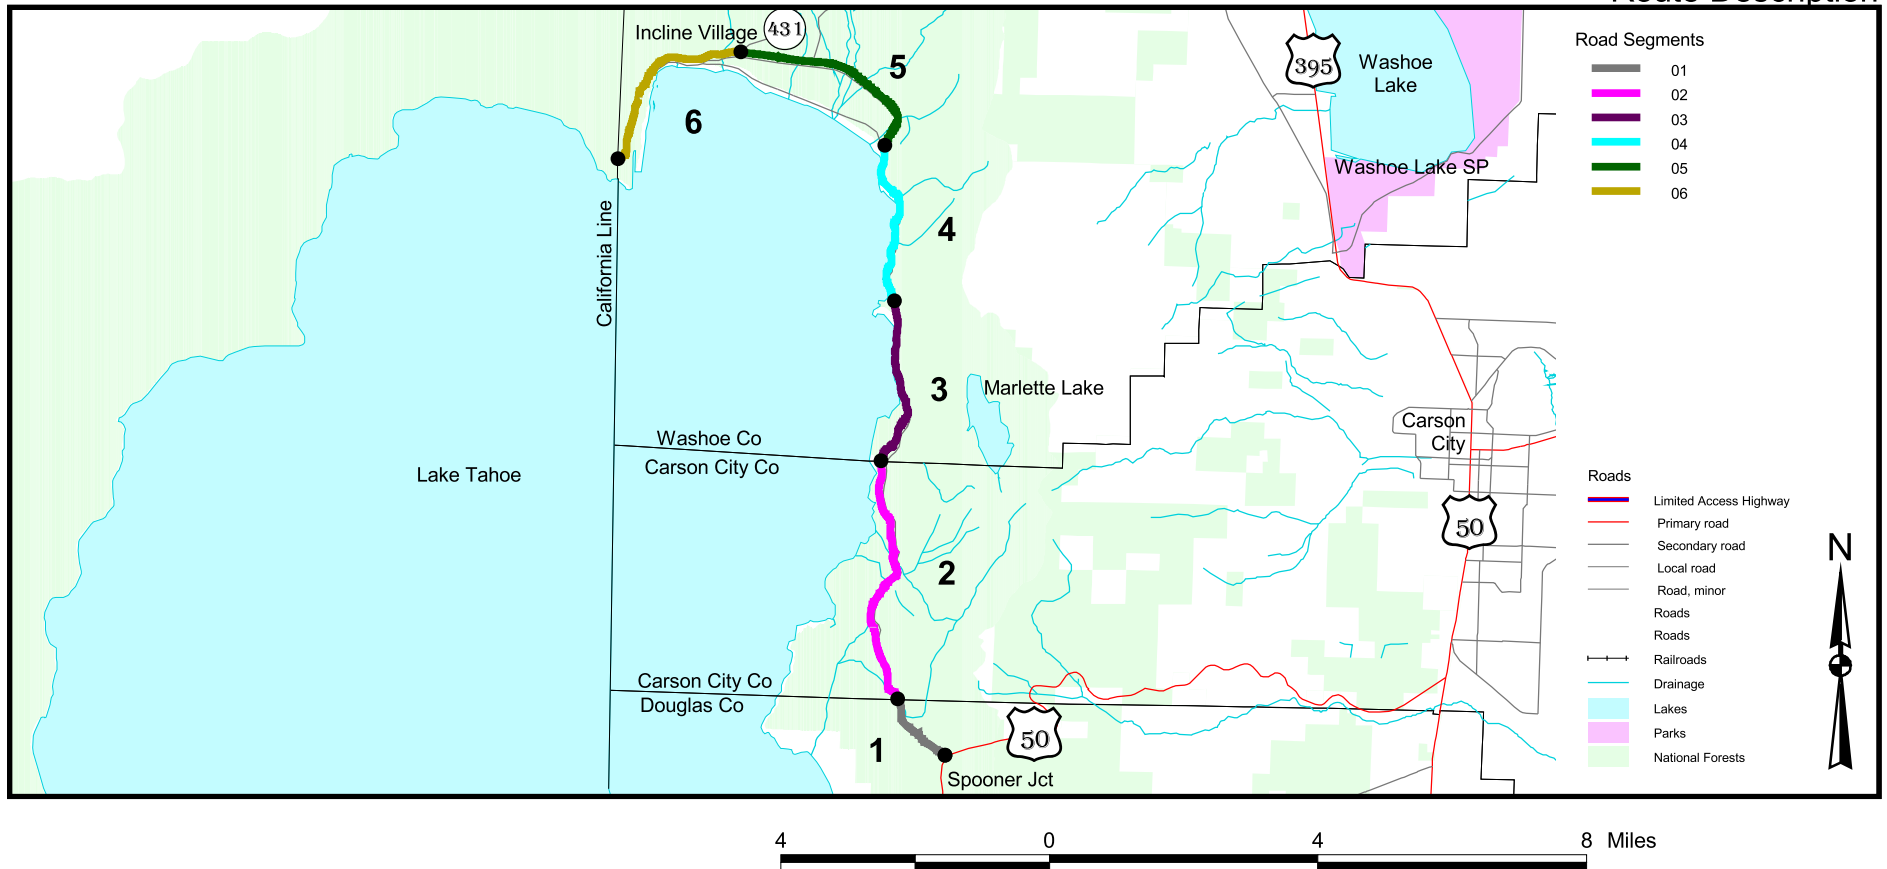 Route Description
Incline Village
431
5
6
4
3
2
1
395
Washoe
Lake
Washoe Lake SP
California Line
Marlette Lake
Washoe Co
Carson City Co
Lake Tahoe
Carson
City
50
Carson City Co
Douglas Co
50
Spooner Jct
Road Segments
01
02
03
04
05
06
Roads
Limited Access Highway
Primary road
Secondary road
Local road
Road, minor
Roads
Roads
Railroads
Drainage
Lakes
Parks
National Forests
N
4 0 4 8 Miles